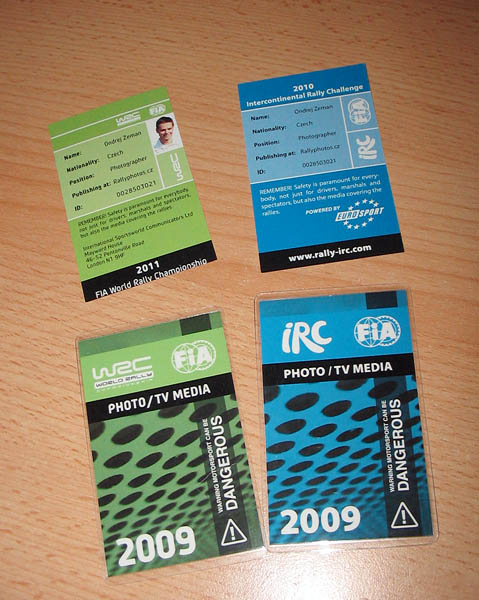 WRC
FIA
Name: Ondrej Zeman
Nationality: Czech
Position: Photographer
Publishing at: Rallyphotos.cz
ID: 0028503021
WRC
REMEMBER! Safety is paramount for everybody,
not just for drivers, marshals and spectators,
but also the media covering the rallies
International Sportsworld Communicators Ltd
Mayward House
46-52 Pentonville Road
London N1 9HF
2011
FIA World Rally Championship
2010
Intercontinental Rally Challenge
Name: Ondrej Zeman
Nationality: Czech
Position: Photographer
Publishing at: Rallyphotos.cz
ID: 0028503021
FIA
iRC
REMEMBER! Safety is paramount for every-
body, not just for drivers, marshals and
spectators, but also the media covering the
rallies.
POWERED BY EUROSPORT
www.rally-irc.com
WRC
WORLD RALLY
FIA
PHOTO/TV MEDIA
WARNING MOTORSPORT CAN BE
DANGEROUS
2009
iRC
FIA
PHOTO/TV MEDIA
WARNING MOTORSPORT CAN BE
DANGEROUS
2009